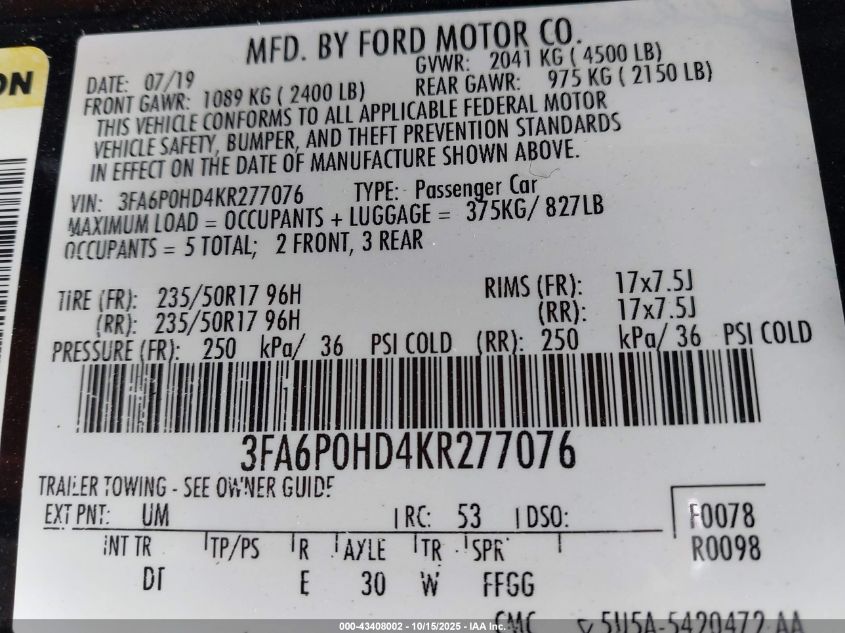 ON
MFD. BY FORD MOTOR CO.
DATE: 07/19 GVWR: 2041 KG ( 4500 LB)
FRONT GAWR: 1089 KG ( 2400 LB) REAR GAWR: 975 KG ( 2150 LB)
THIS VEHICLE CONFORMS TO ALL APPLICABLE FEDERAL MOTOR
VEHICLE SAFETY, BUMPER, AND THEFT PREVENTION STANDARDS
IN EFFECT ON THE DATE OF MANUFACTURE SHOWN ABOVE.
VIN: 3FA6P0HD4KR277076 TYPE: Passenger Car
MAXIMUM LOAD = OCCUPANTS + LUGGAGE = 375KG/ 827LB
OCCUPANTS = 5 TOTAL; 2 FRONT, 3 REAR
TIRE (FR): 235/50R17 96H RIMS (FR): 17x7.5J
(RR): 235/50R17 96H (RR): 17x7.5J
PRESSURE (FR): 250 kPa/ 36 PSI COLD (RR): 250 kPa/ 36 PSI COLD
3FA6P0HD4KR277076
TRAILER TOWING - SEE OWNER GUIDE
EXT PNT: UM RC: 53 DSO: F0078
INT TR TP/PS R AXLE TR SPR R0098
DT E 30 W FFGG
CMC 5U5A-5420472 AA
000-43408002 - 10/15/2025 - IAA Inc.